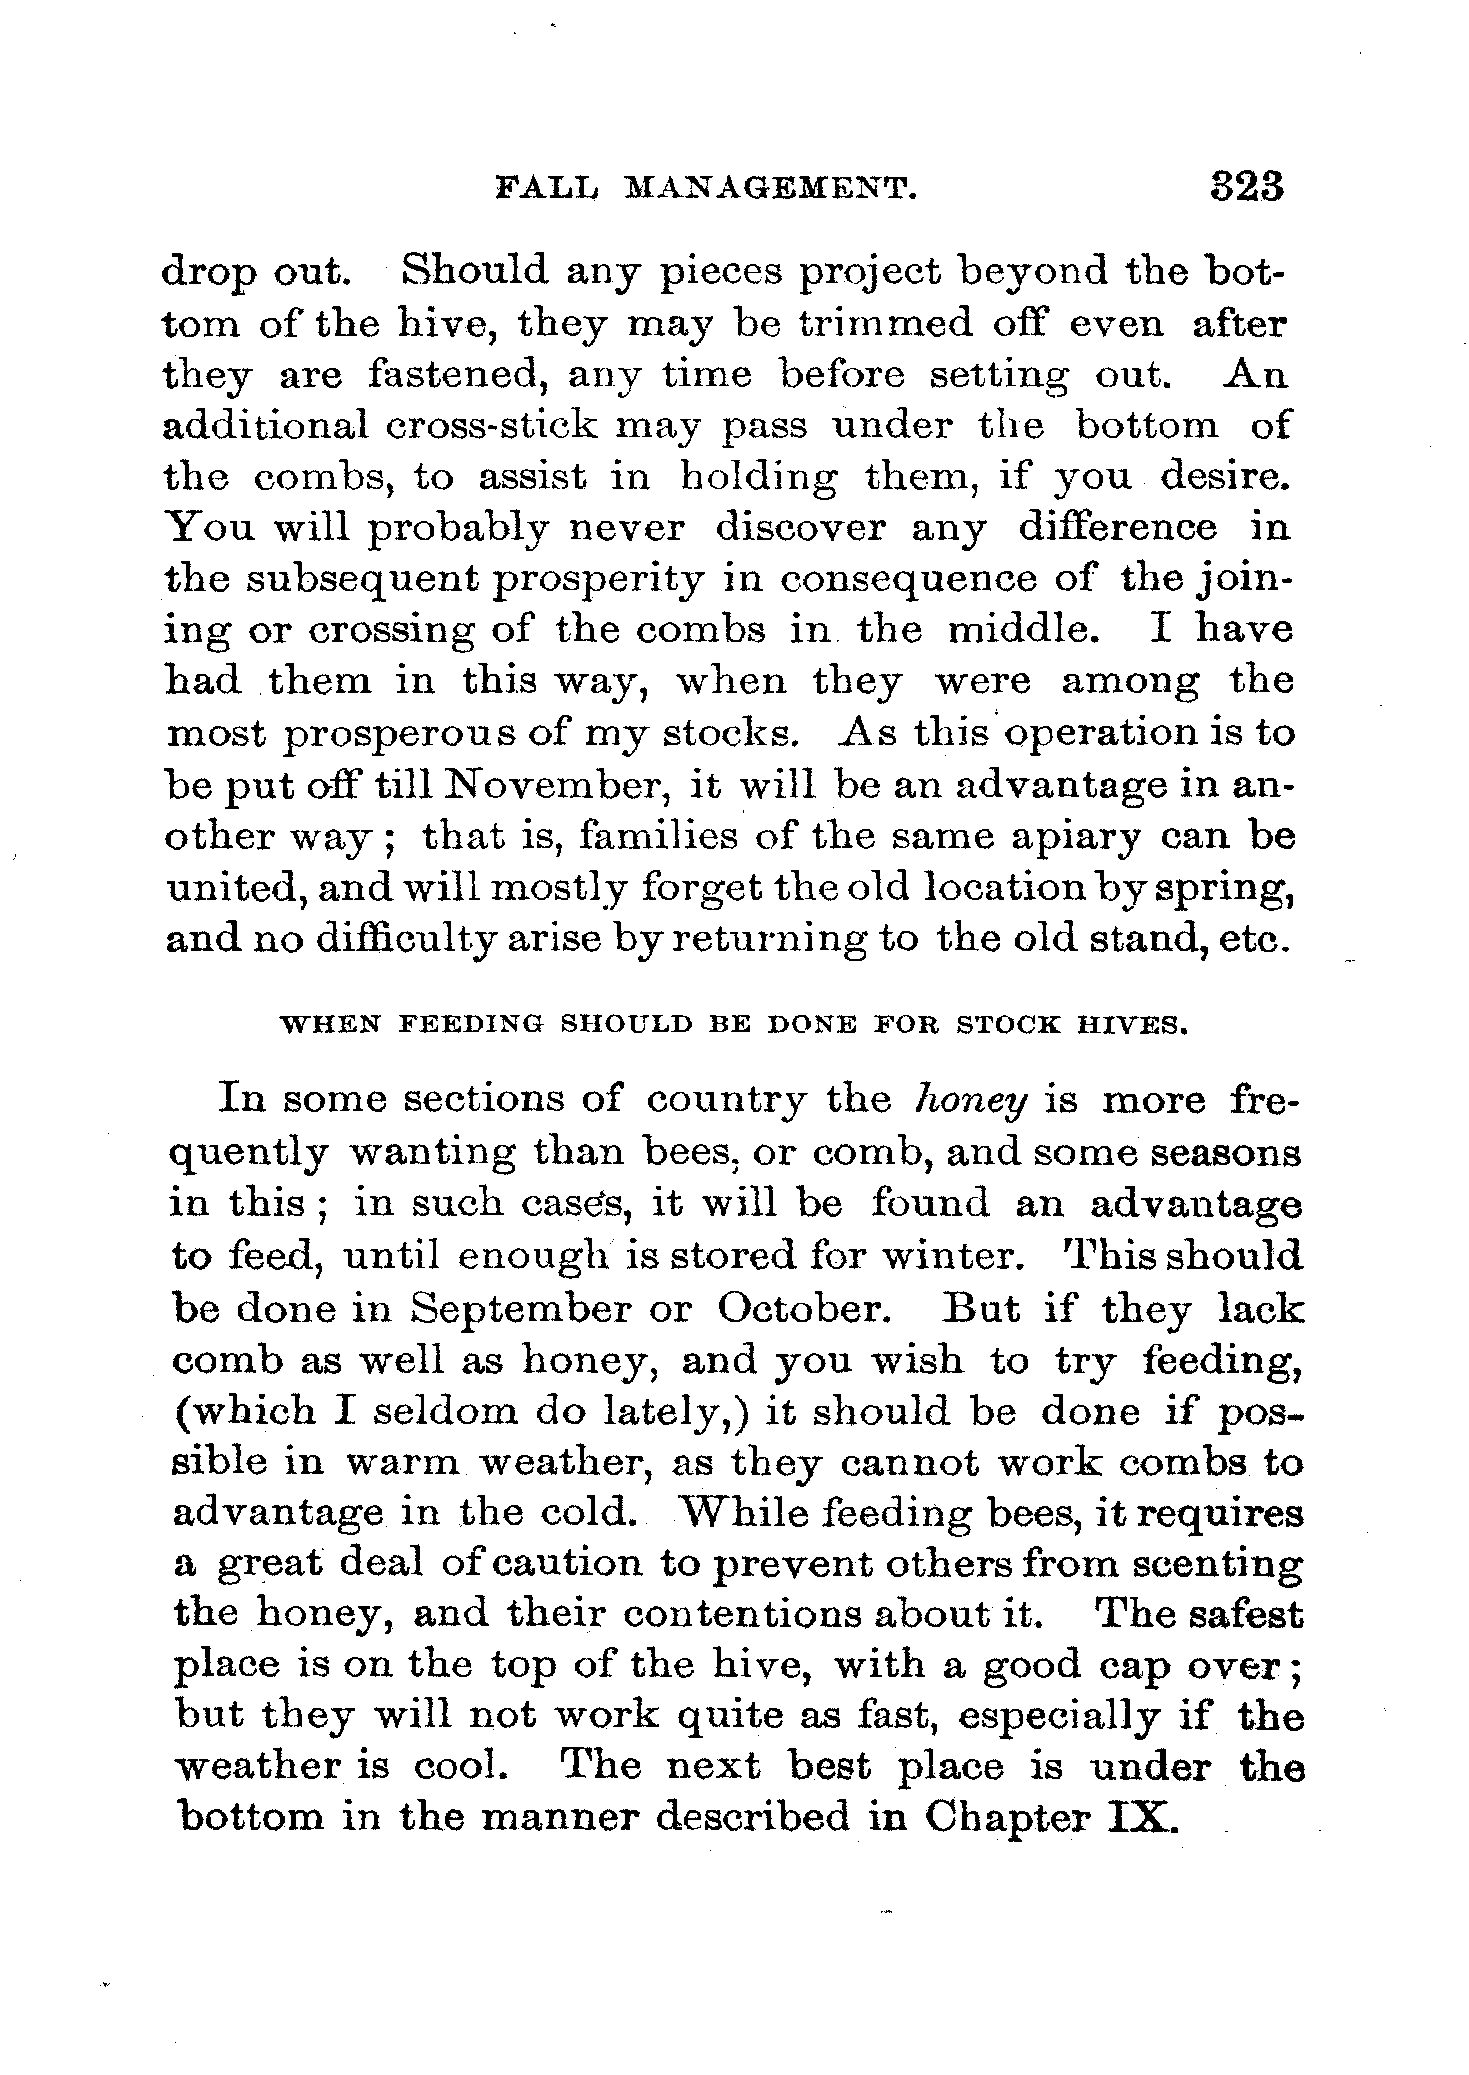 FALL MANAGEMENT. 323
drop out. Should any pieces project beyond the bot-
tom of the hive, they may be trimmed off even after
they are fastened, any time before setting out. An
additional cross-stick may pass under the bottom of
the combs, to assist in holding them, if you desire.
You will probably never discover any difference in
the subsequent prosperity in consequence of the join-
ing or crossing of the combs in the middle. I have
had them in this way, when they were among the
most prosperous of my stocks. As this operation is to
be put off till November, it will be an advantage in an-
other way ; that is, families of the same apiary can be
united, and will mostly forget the old location by spring,
and no difficulty arise by returning to the old stand, etc.
WHEN FEEDING SHOULD BE DONE FOR STOCK HIVES.
In some sections of country the honey is more fre-
quently wanting than bees, or comb, and some seasons
in this ; in such cases, it will be found an advantage
to feed, until enough is stored for winter. This should
be done in September or October. But if they lack
comb as well as honey, and you wish to try feeding,
(which I seldom do lately,) it should be done if pos-
sible in warm weather, as they cannot work combs to
advantage in the cold. While feeding bees, it requires
a great deal of caution to prevent others from scenting
the honey, and their contentions about it. The safest
place is on the top of the hive, with a good cap over ;
but they will not work quite as fast, especially if the
weather is cool. The next best place is under the
bottom in the manner described in Chapter IX.